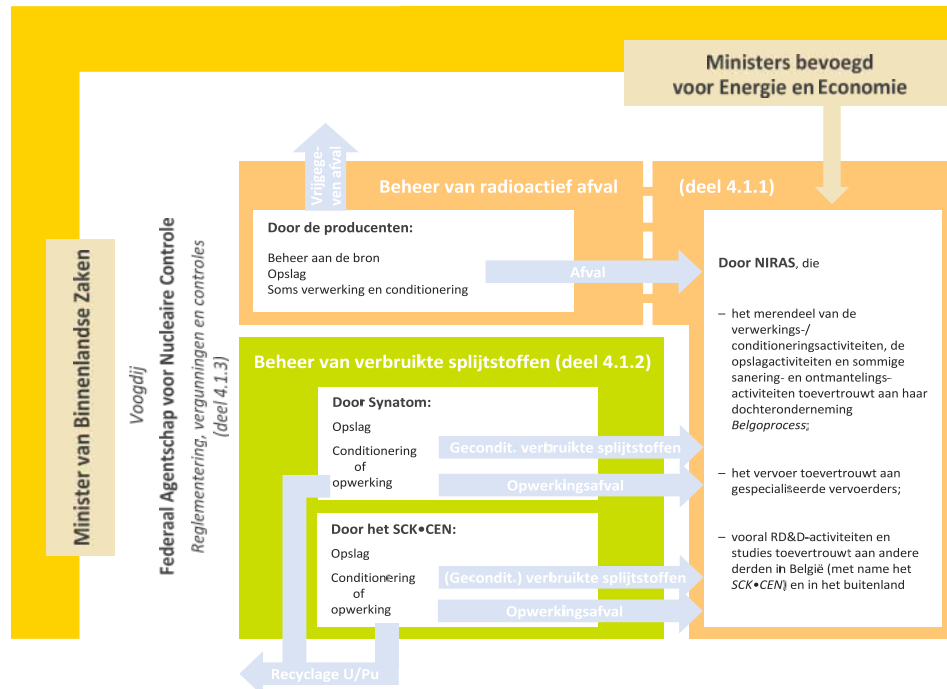 Ministers bevoegd
voor Energie en Economie
Minister van Binnenlandse Zaken
Voogdij
Federaal Agentschap voor Nucleaire Controle
Reglementering, vergunningen en controles
(deel 4.1.3)
Vrijgege-
ven afval
Beheer van radioactief afval
(deel 4.1.1)
Door de producenten:
Beheer aan de bron
Opslag
Soms verwerking en conditionering
Afval
Beheer van verbruikte splijtstoffen (deel 4.1.2)
Door Synatom:
Opslag
Conditionering
of
opwerking
Gecondit. verbruikte splijtstoffen
Opwerkingsafval
Door het SCK•CEN:
Opslag
Conditionering
of
opwerking
(Gecondit.) verbruikte splijtstoffen
Opwerkingsafval
Recyclage U/Pu
Door NIRAS, die
– het merendeel van de
verwerkings-/
conditioneringsactiviteiten, de
opslagactiviteiten en sommige
sanering- en ontmantelings-
activiteiten toevertrouwt aan haar
dochteronderneming
Belgoprocess;
– het vervoer toevertrouwt aan
gespecialiseerde vervoerders;
– vooral RD&D-activiteiten en
studies toevertrouwt aan andere
derden in België (met name het
SCK•CEN) en in het buitenland